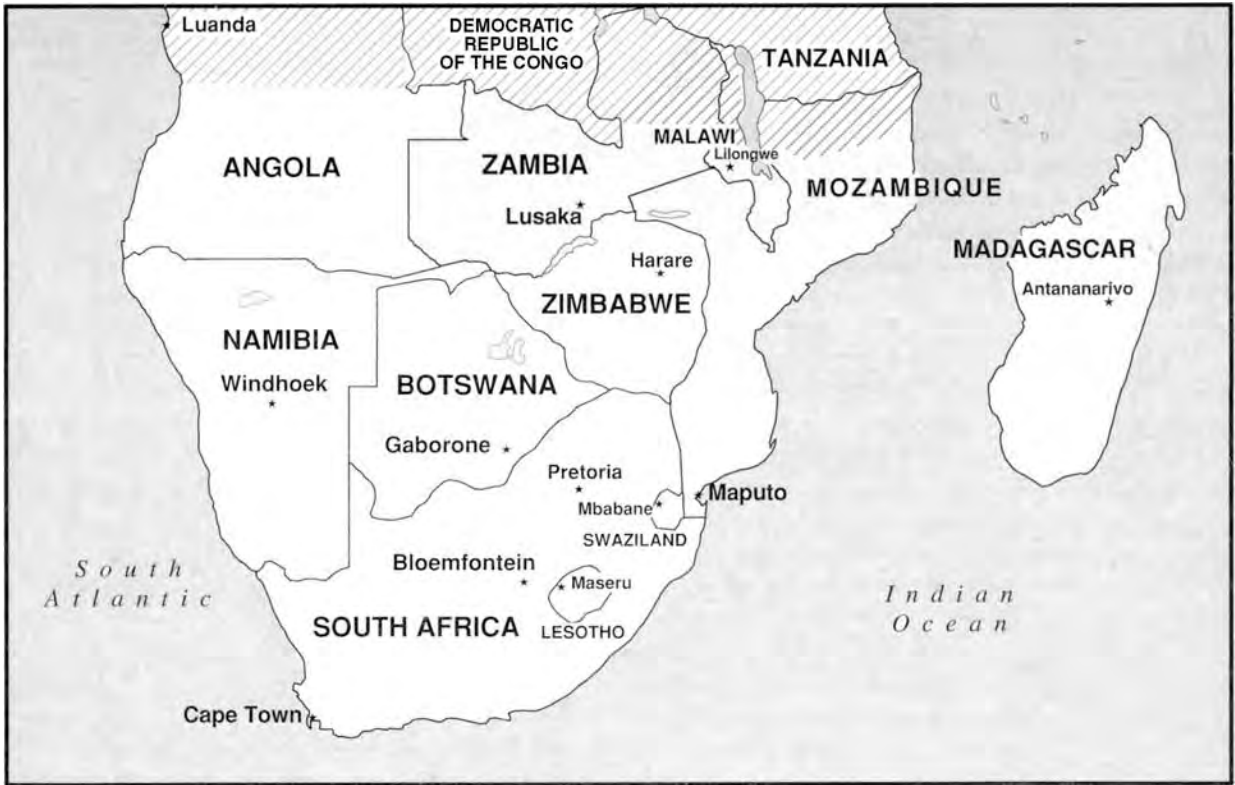 Luanda
DEMOCRATIC
REPUBLIC
OF THE CONGO
TANZANIA
ANGOLA
ZAMBIA
MALAWI
Lilongwe
MOZAMBIQUE
Lusaka
MADAGASCAR
Harare
Antananarivo
ZIMBABWE
NAMIBIA
Windhoek
BOTSWANA
Gaborone
Pretoria
Maputo
Mbabane
SWAZILAND
Bloemfontein
Maseru
South
Atlantic
Indian
Ocean
SOUTH AFRICA
LESOTHO
Cape Town